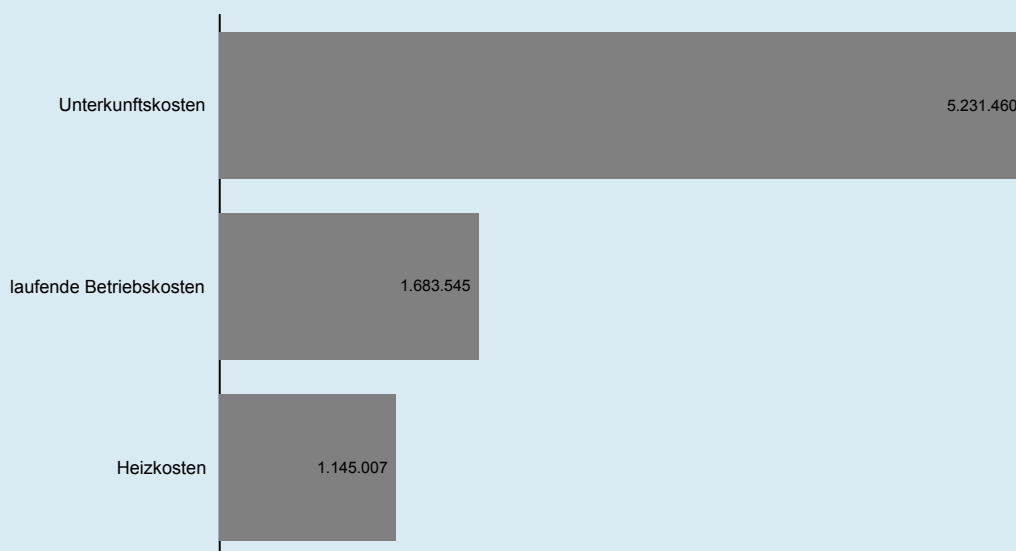 Unterkunftskosten 5.231.460
laufende Betriebskosten 1.683.545
Heizkosten 1.145.007